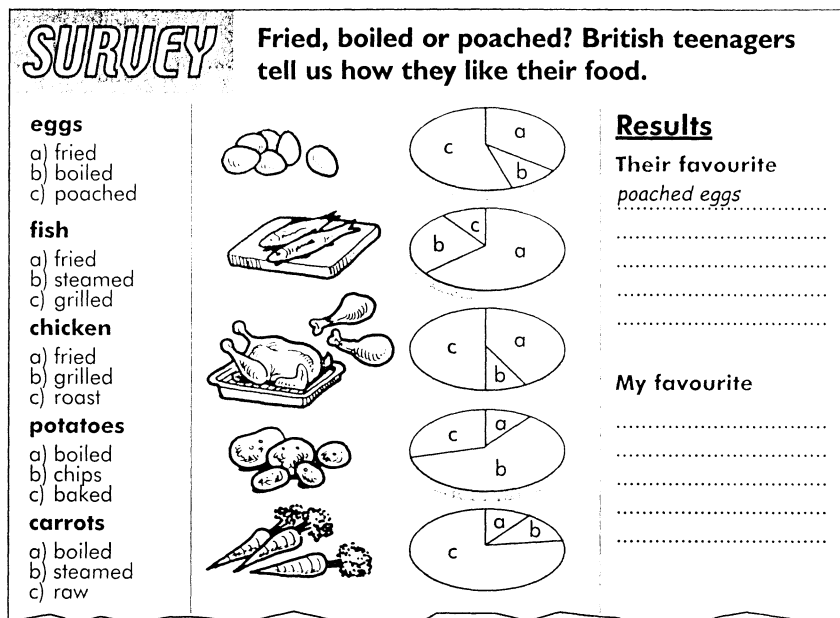 SURVEY
Fried, boiled or poached? British teenagers
tell us how they like their food.
eggs
a) fried
b) boiled
c) poached
fish
a) fried
b) steamed
c) grilled
chicken
a) fried
b) grilled
c) roast
potatoes
a) boiled
b) chips
c) baked
carrots
a) boiled
b) steamed
c) raw
c
a
b
c
b
a
c
a
b
a
c
b
a
b
c
Results
Their favourite
poached eggs
My favourite